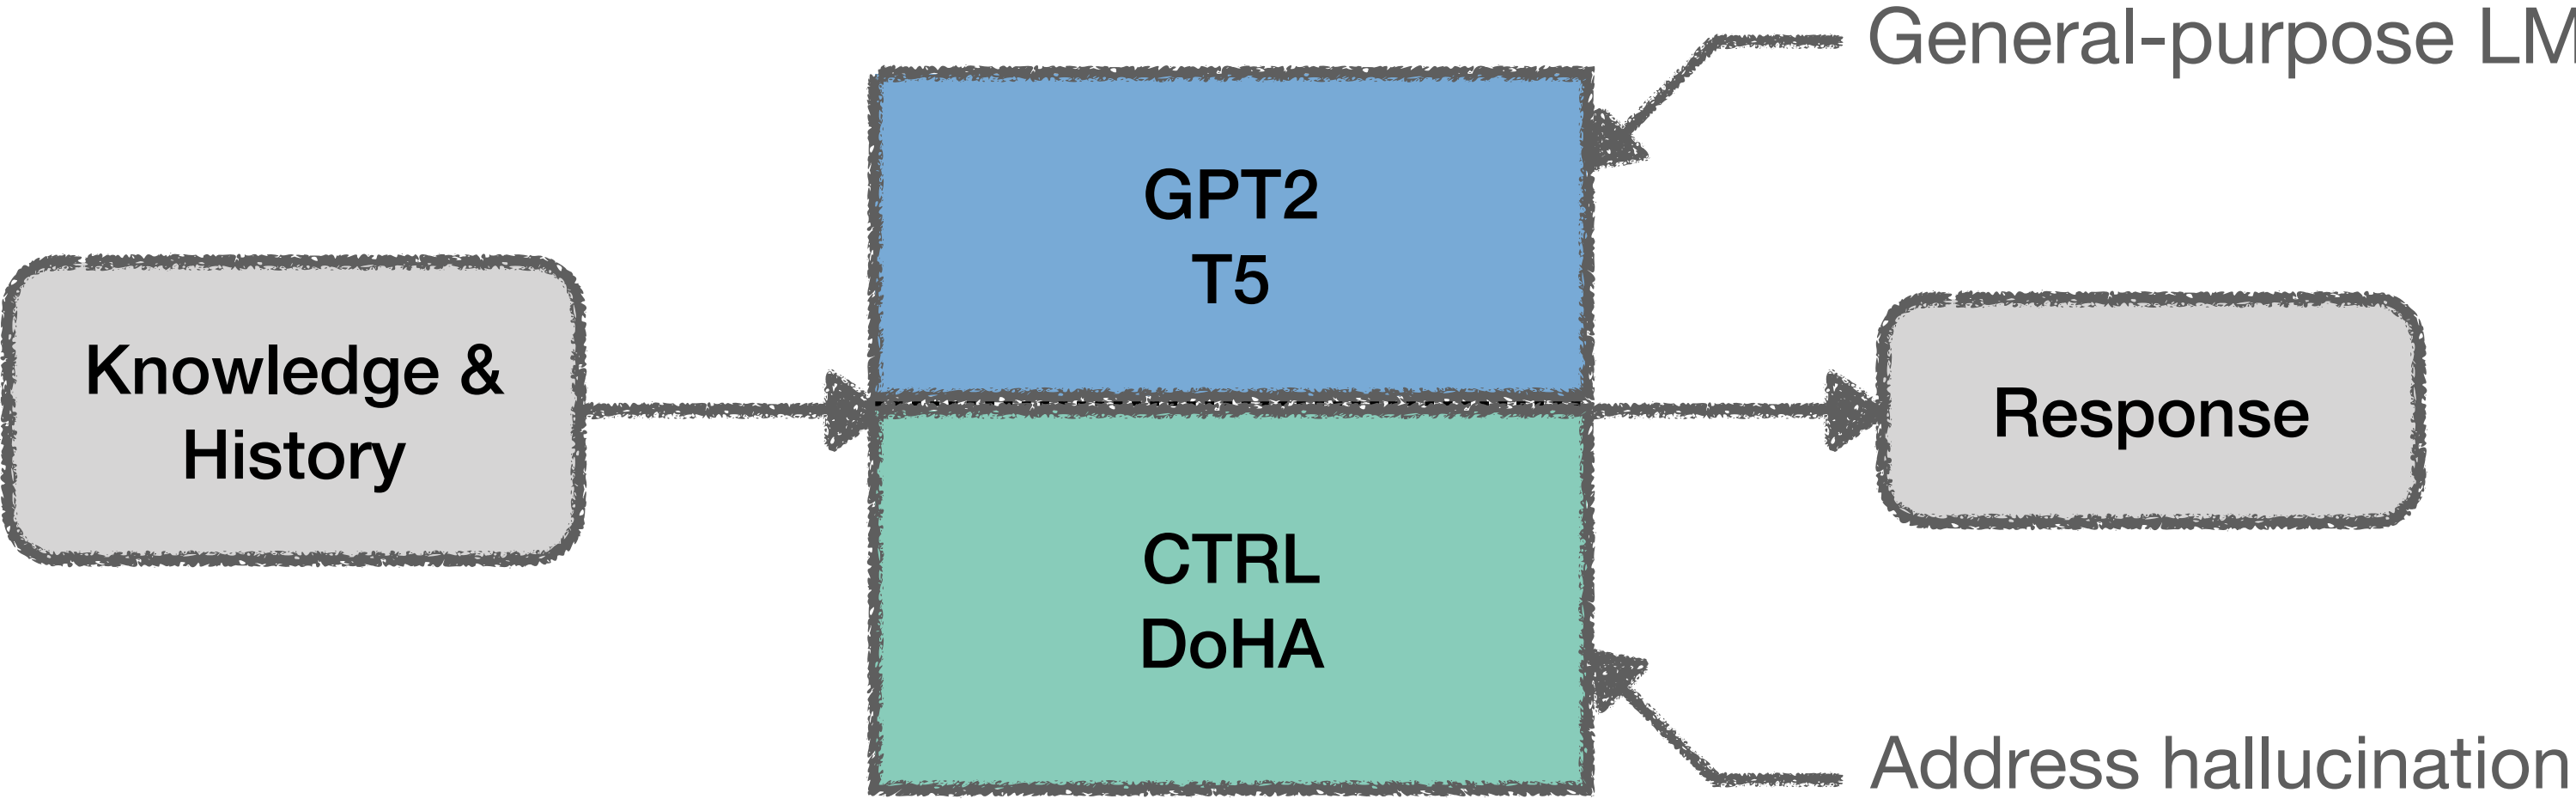 General-purpose LM
GPT2
T5
Knowledge &
History
Response
CTRL
DoHA
Address hallucination